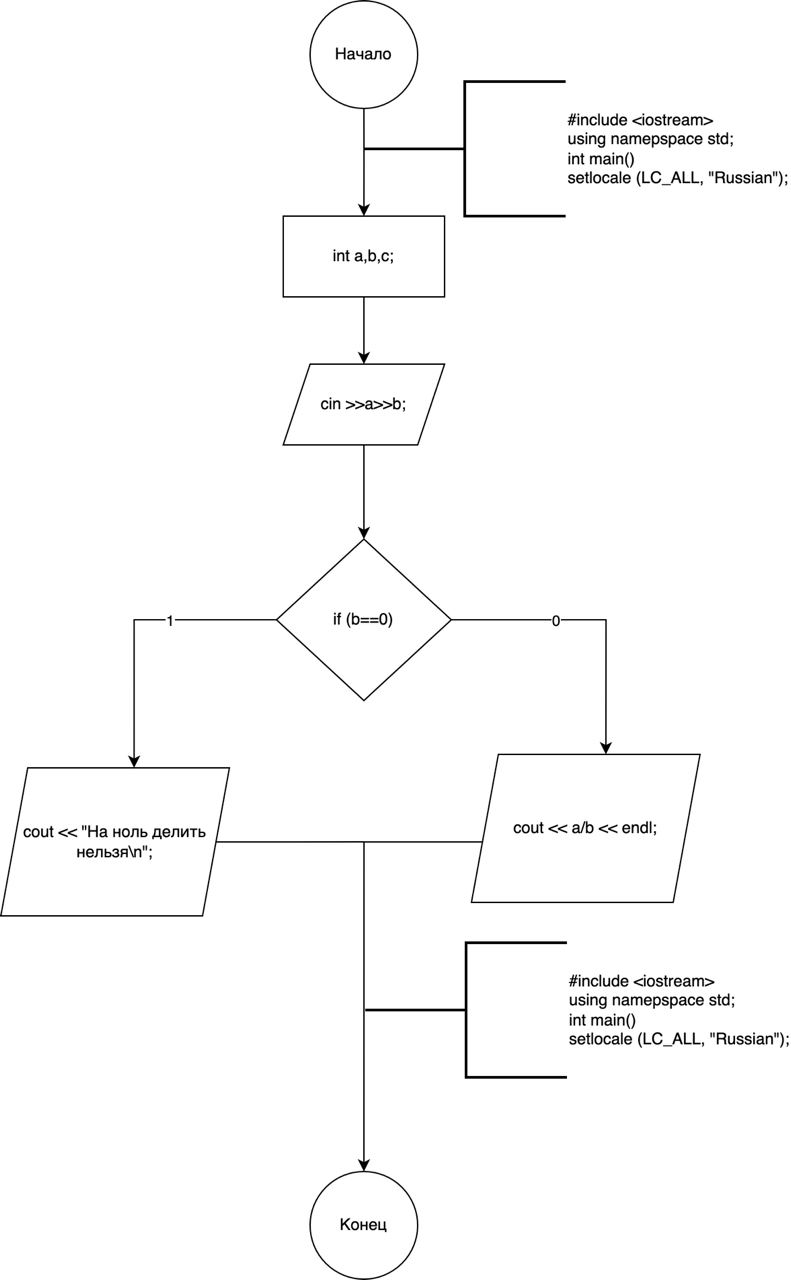 Начало
#include <iostream>
using namepspace std;
int main()
setlocale (LC_ALL, "Russian");
int a,b,c;
cin >>a>>b;
if (b==0)
1
0
cout << "На ноль делить
нельзя\n";
cout << a/b << endl;
#include <iostream>
using namepspace std;
int main()
setlocale (LC_ALL, "Russian");
Конец